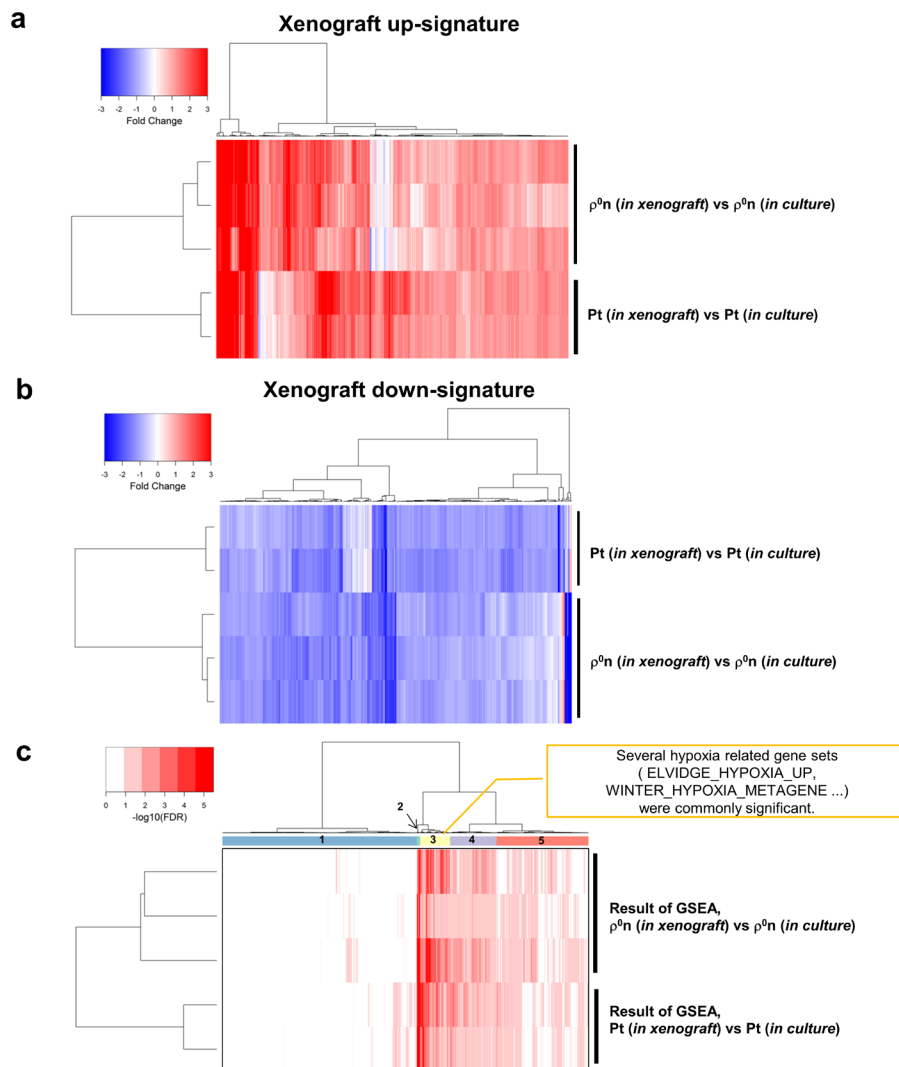 a
Xenograft up-signature
-3 -2 -1 0 1 2 3
Fold Change
ρ⁰n (in xenograft) vs ρ⁰n (in culture)
Pt (in xenograft) vs Pt (in culture)
b
Xenograft down-signature
-3 -2 -1 0 1 2 3
Fold Change
Pt (in xenograft) vs Pt (in culture)
ρ⁰n (in xenograft) vs ρ⁰n (in culture)
c
0 1 2 3 4 5
-log10(FDR)
Several hypoxia related gene sets
( ELVIDGE_HYPOXIA_UP,
WINTER_HYPOXIA_METAGENE ...)
were commonly significant.
2
1 3 4 5
Result of GSEA,
ρ⁰n (in xenograft) vs ρ⁰n (in culture)
Result of GSEA,
Pt (in xenograft) vs Pt (in culture)